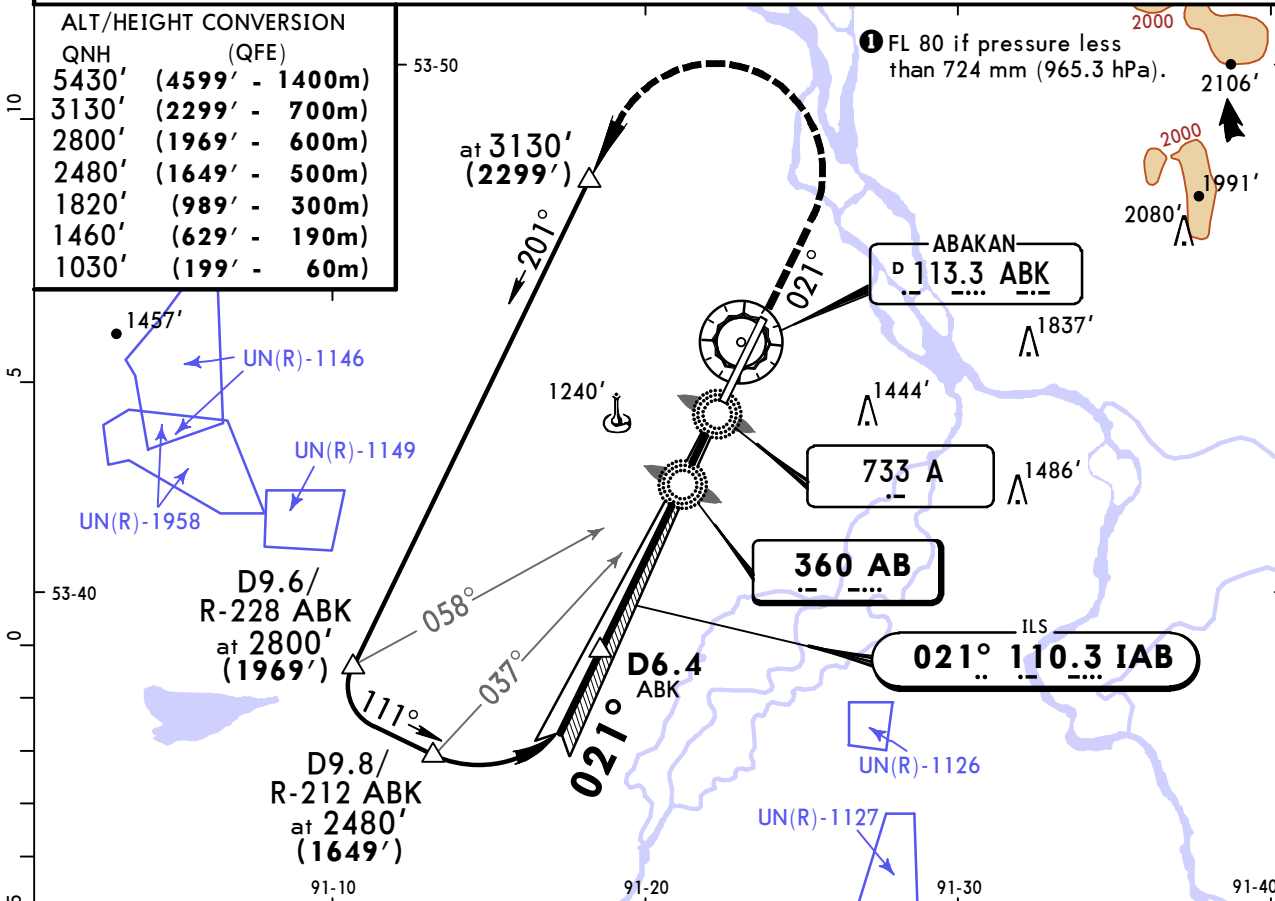 ALT/HEIGHT CONVERSION
QNH (QFE)
5430' (4599' - 1400m)
3130' (2299' - 700m)
2800' (1969' - 600m)
2480' (1649' - 500m)
1820' (989' - 300m)
1460' (629' - 190m)
1030' (199' - 60m)
53-50
1 FL 80 if pressure less
than 724 mm (965.3 hPa).
2000
2106'
10
at 3130'
(2299')
2000
1991'
2080'
201°
021°
ABAKAN
D 113.3 ABK
1457'
1837'
UN(R)-1146
5
1240'
1444'
UN(R)-1149
733 A
1486'
UN(R)-1958
360 AB
53-40
D9.6/
R-228 ABK
at 2800'
(1969')
058°
037°
0
ILS
021° 110.3 IAB
D6.4
ABK
111°
021°
D9.8/
R-212 ABK
at 2480'
(1649')
UN(R)-1126
UN(R)-1127
91-10
91-20
91-30
91-40